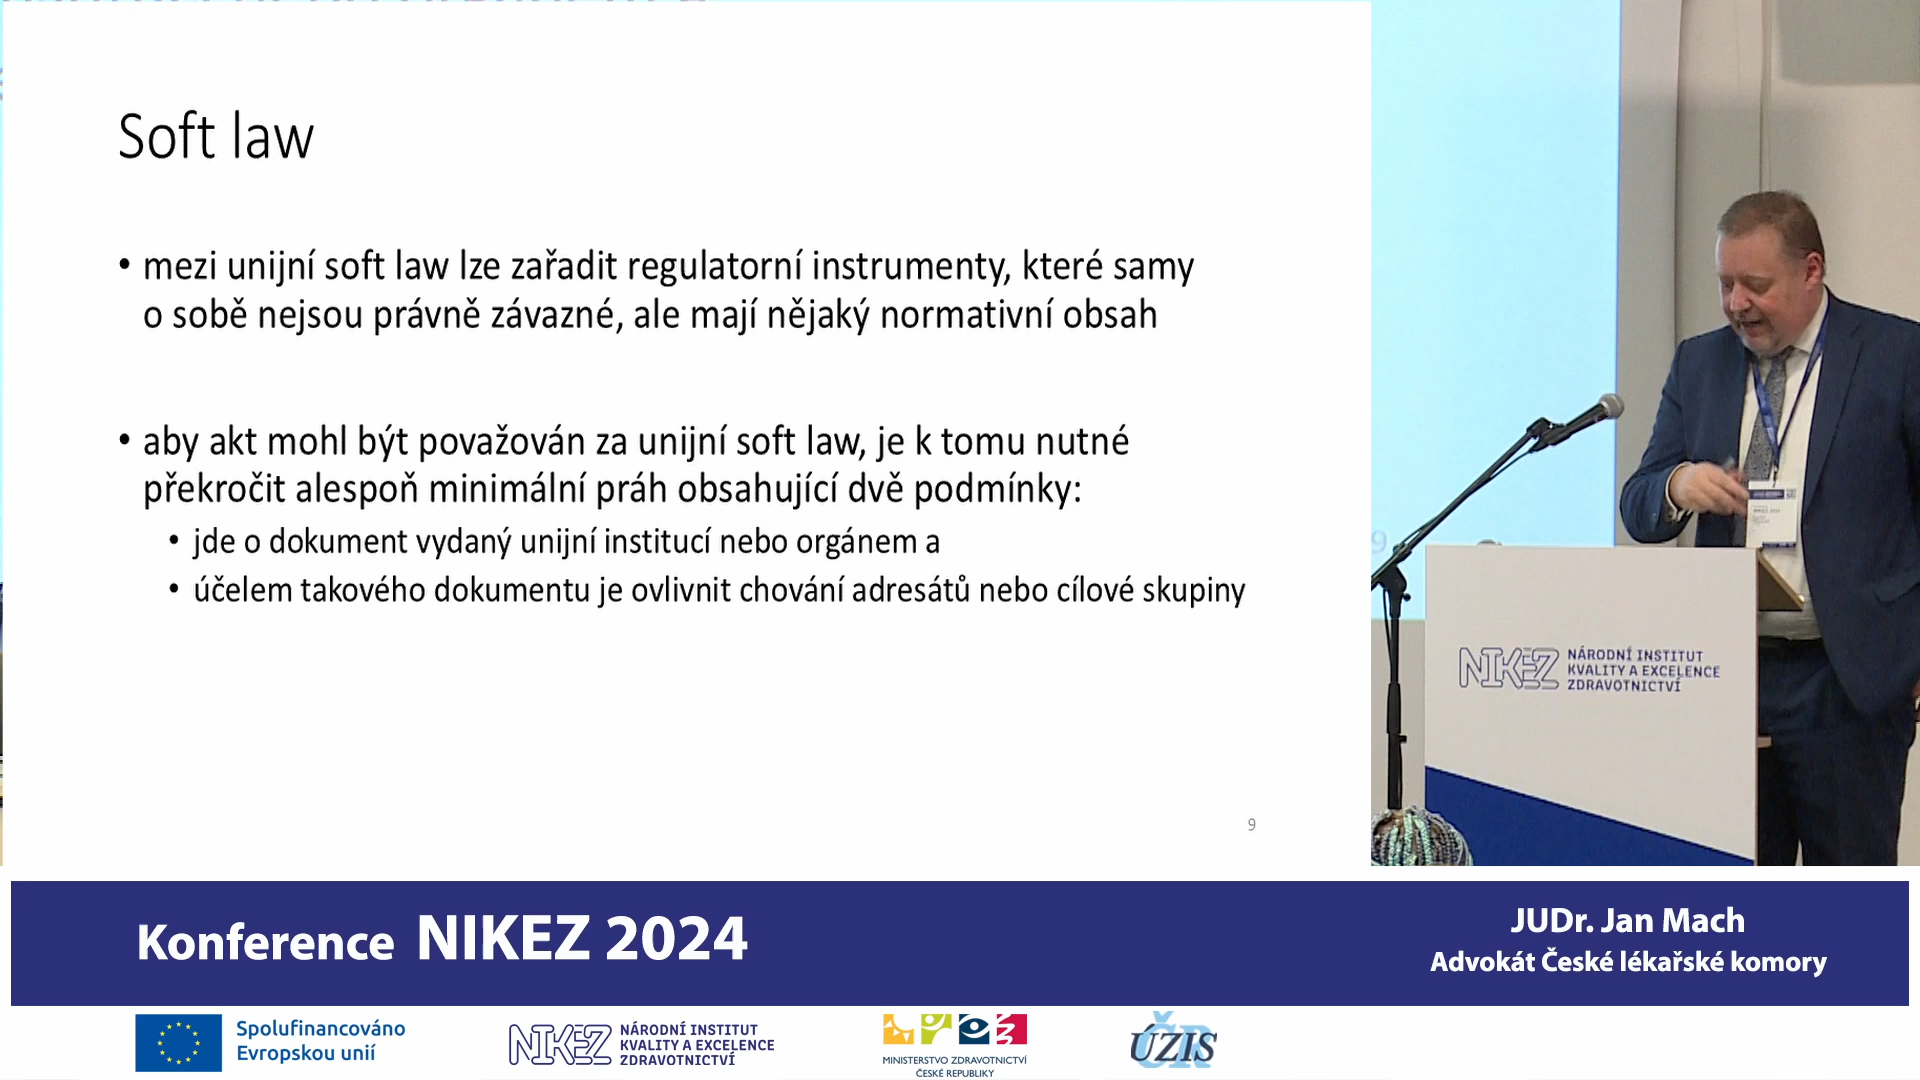 Soft law
• mezi unijní soft law lze zařadit regulatorní instrumenty, které samy
o sobě nejsou právně závazné, ale mají nějaký normativní obsah
• aby akt mohl být považován za unijní soft law, je k tomu nutné
překročit alespoň minimální práh obsahující dvě podmínky:
• jde o dokument vydaný unijní institucí nebo orgánem a
• účelem takového dokumentu je ovlivnit chování adresátů nebo cílové skupiny
9
9
NIKEZ
NÁRODNÍ INSTITUT
KVALITY A EXCELENCE
ZDRAVOTNICTVÍ
Konference NIKEZ 2024
JUDr. Jan Mach
Advokát České lékařské komory
Spolufinancováno
Evropskou unií
NIKEZ
NÁRODNÍ INSTITUT
KVALITY A EXCELENCE
ZDRAVOTNICTVÍ
MINISTERSTVO ZDRAVOTNICTVÍ
ČESKÉ REPUBLIKY
ÚZIS
ČR